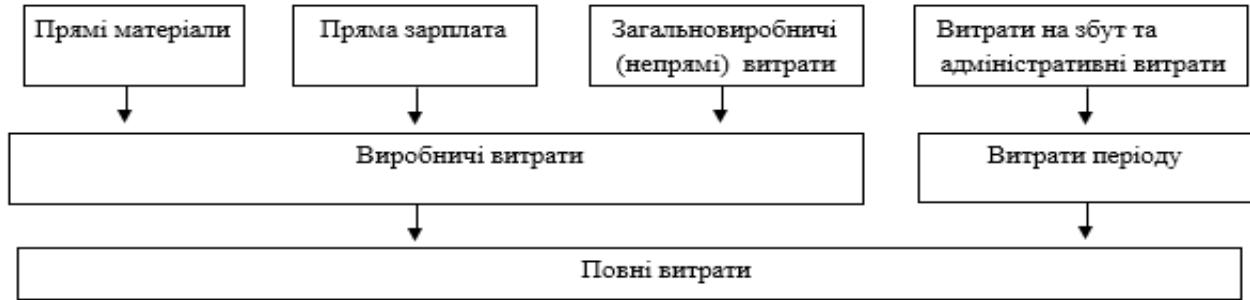 Прямі матеріали
Пряма зарплата
Загальновиробничі
(непрямі) витрати
Витрати на збут та
адміністративні витрати
Виробничі витрати
Витрати періоду
Повні витрати